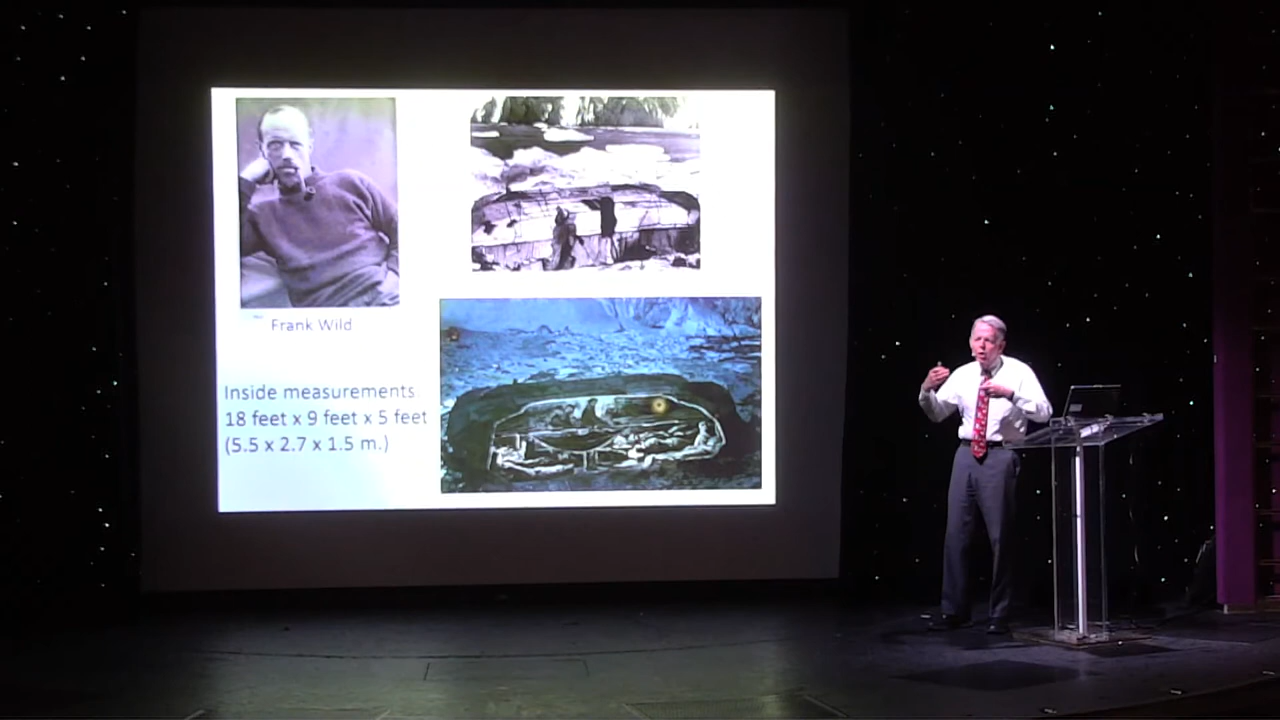 Frank Wild
Inside measurements
18 feet x 9 feet x 5 feet
(5.5 x 2.7 x 1.5 m.)